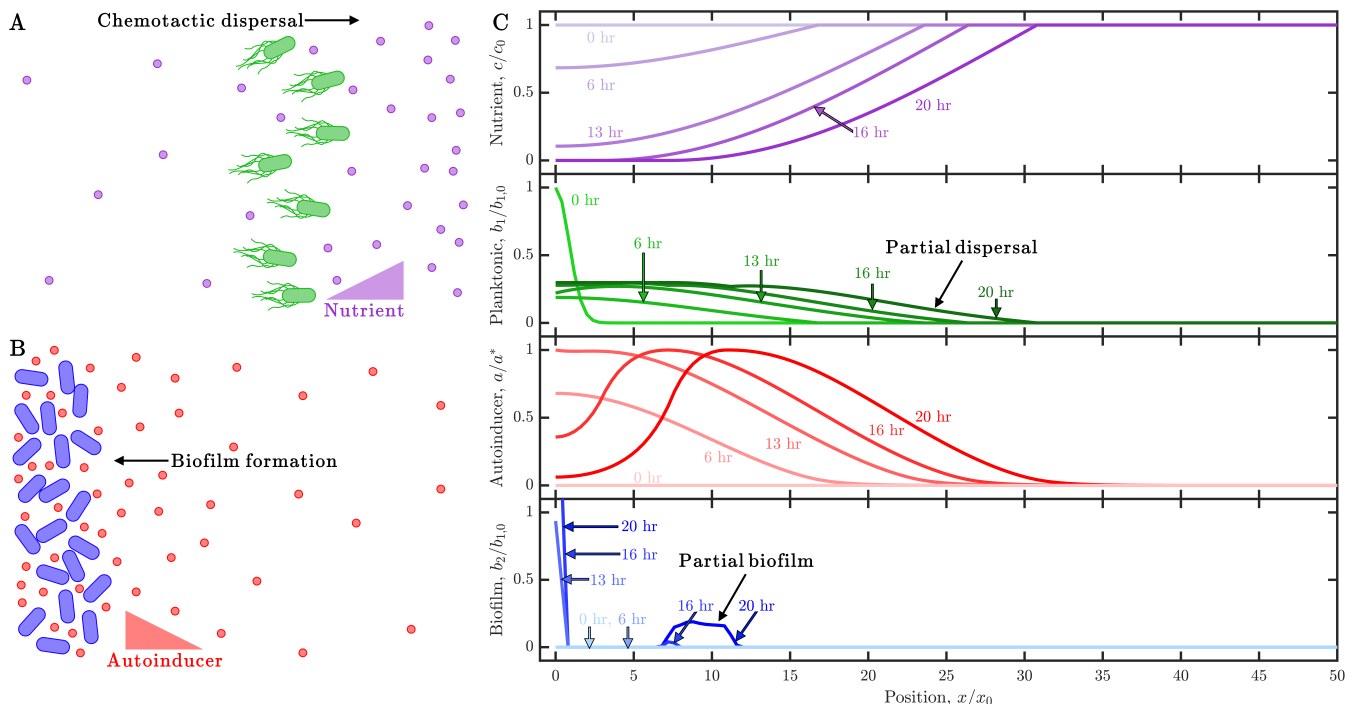 A
Chemotactic dispersal
Nutrient
B
Biofilm formation
Autoinducer
C
Nutrient, c/c₀
1
0.5
0
0 hr
6 hr
13 hr
16 hr
20 hr
Planktonic, b₁/b₁,₀
1
0.5
0
0 hr
6 hr
13 hr
16 hr
20 hr
Partial dispersal
Autoinducer, a/a*
1
0.5
0
0 hr
6 hr
13 hr
16 hr
20 hr
Biofilm, b₂/b₁,₀
1
0.5
0
20 hr
16 hr
13 hr
0 hr, 6 hr
16 hr
20 hr
Partial biofilm
0 5 10 15 20 25 30 35 40 45 50
Position, x/x₀